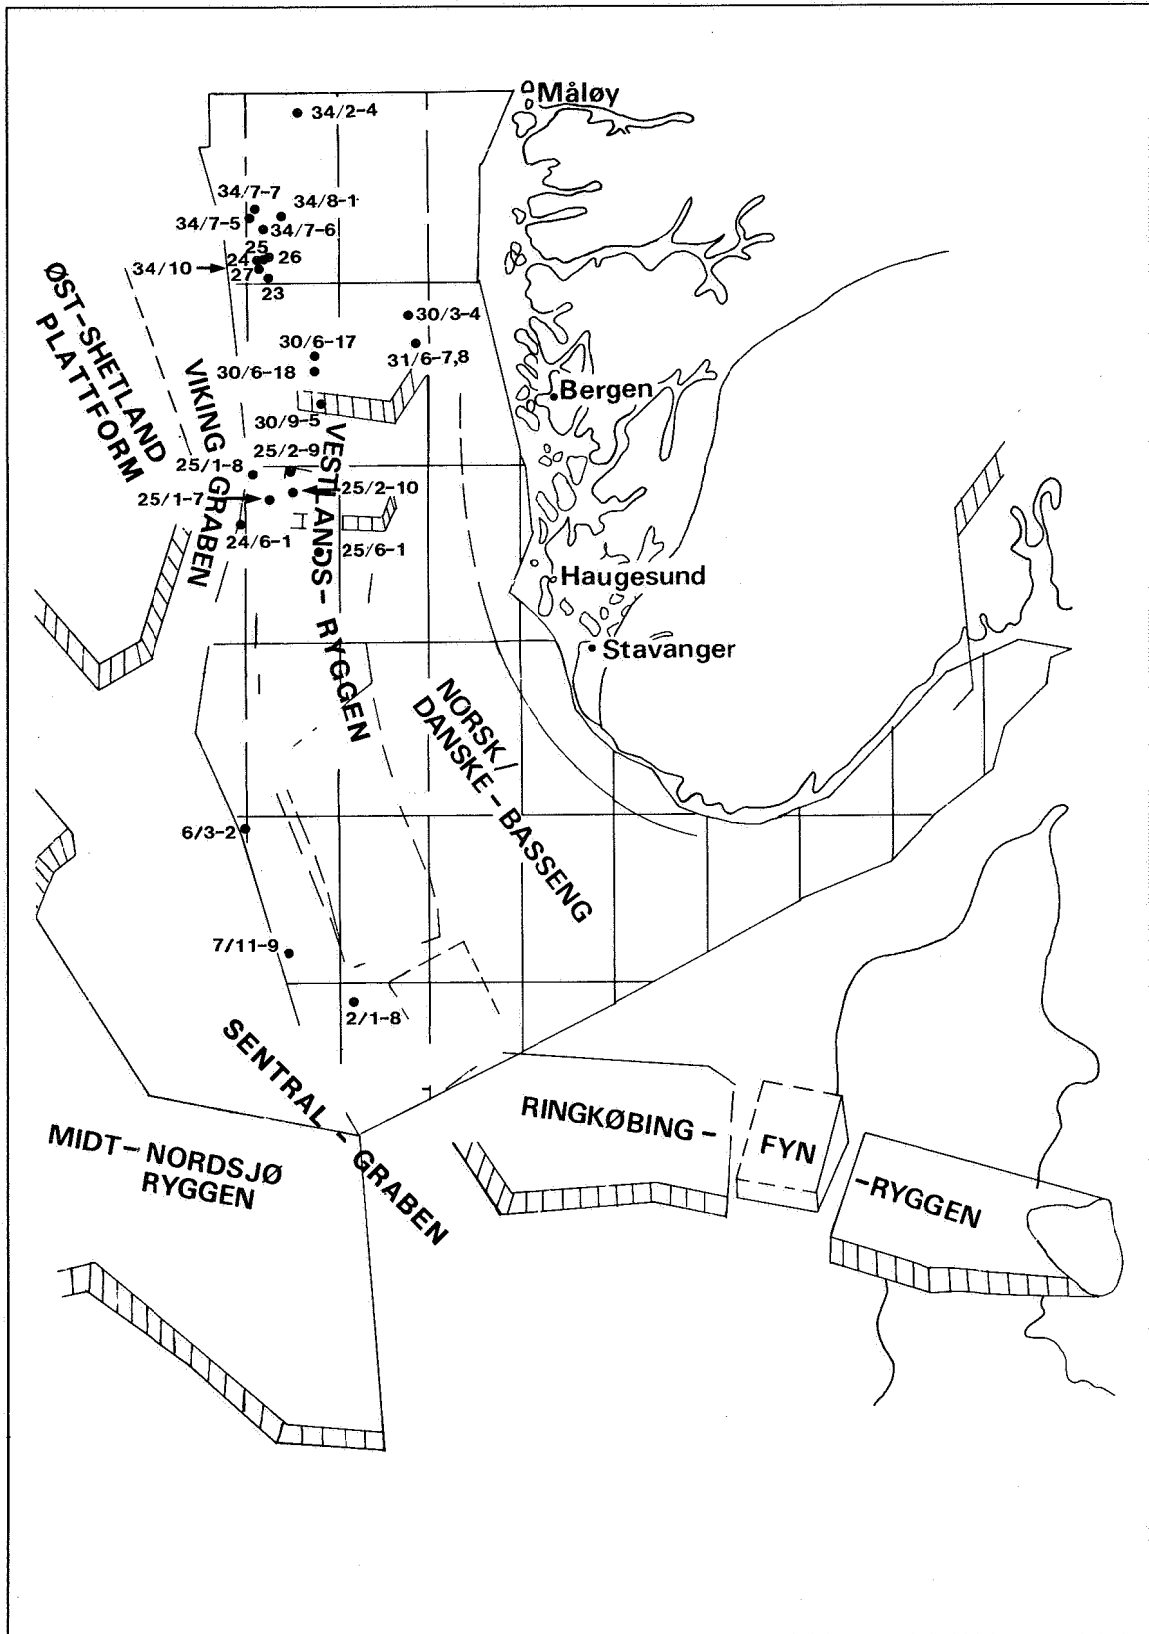 Måløy
34/2-4
34/7-7
34/8-1
34/7-5
34/7-6
25
24
26
34/10
27
23
ØST-SHETLAND
PLATTFORM
30/3-4
30/6-17
31/6-7,8
30/6-18
VIKING GRABEN
Bergen
30/9-5
25/2-9
25/1-8
25/2-10
25/1-7
24/6-1
25/6-1
VESTLANDS-RYGGEN
Haugesund
Stavanger
NORSK/
DANSKE-BASSENG
6/3-2
7/11-9
2/1-8
SENTRAL-GRABEN
RINGKØBING-
FYN
-RYGGEN
MIDT-NORDSJØ
RYGGEN